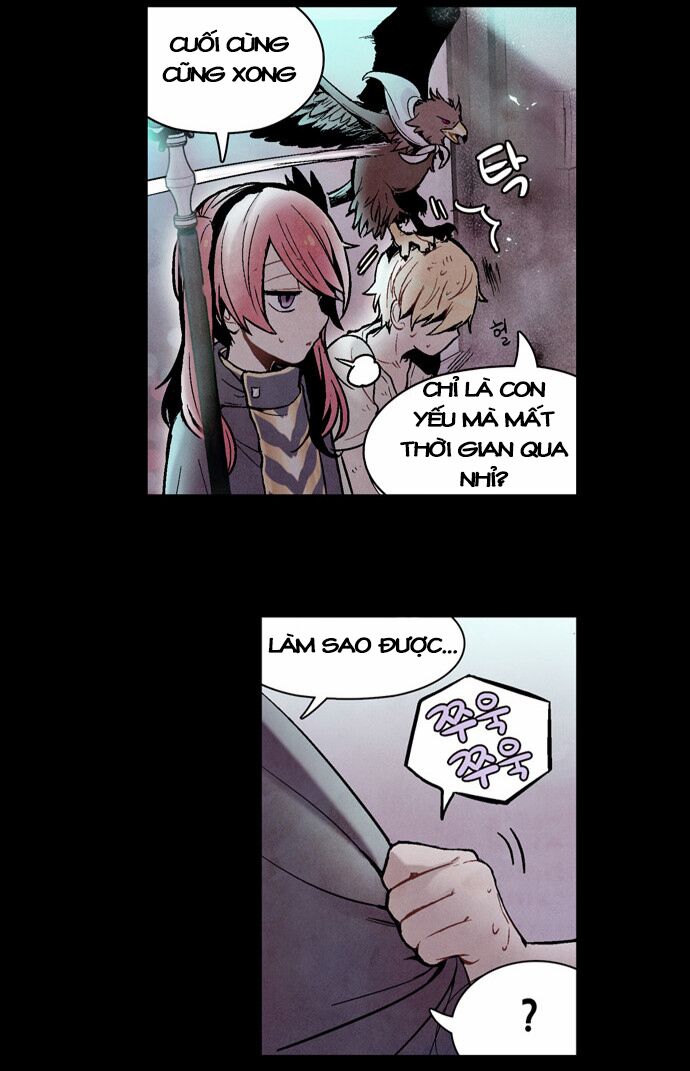 CUỐI CÙNG
CŨNG XONG
탁
헐
CHỈ LÀ CON
YẾU MÀ MẤT
THỜI GIAN QUA
NHỈ?
LÀM SAO ĐƯỢC...
쭈욱
쭈욱
?